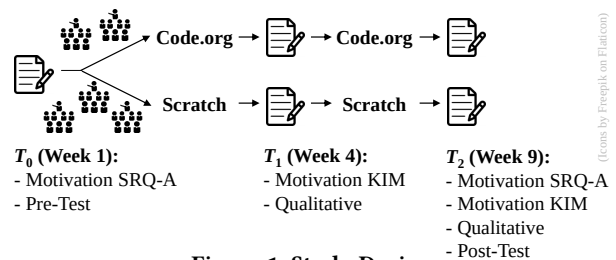 Code.org
Code.org
Scratch
Scratch
T0 (Week 1):
- Motivation SRQ-A
- Pre-Test
T1 (Week 4):
- Motivation KIM
- Qualitative
T2 (Week 9):
- Motivation SRQ-A
- Motivation KIM
- Qualitative
- Post-Test
(Icons by Freepik on Flaticon)